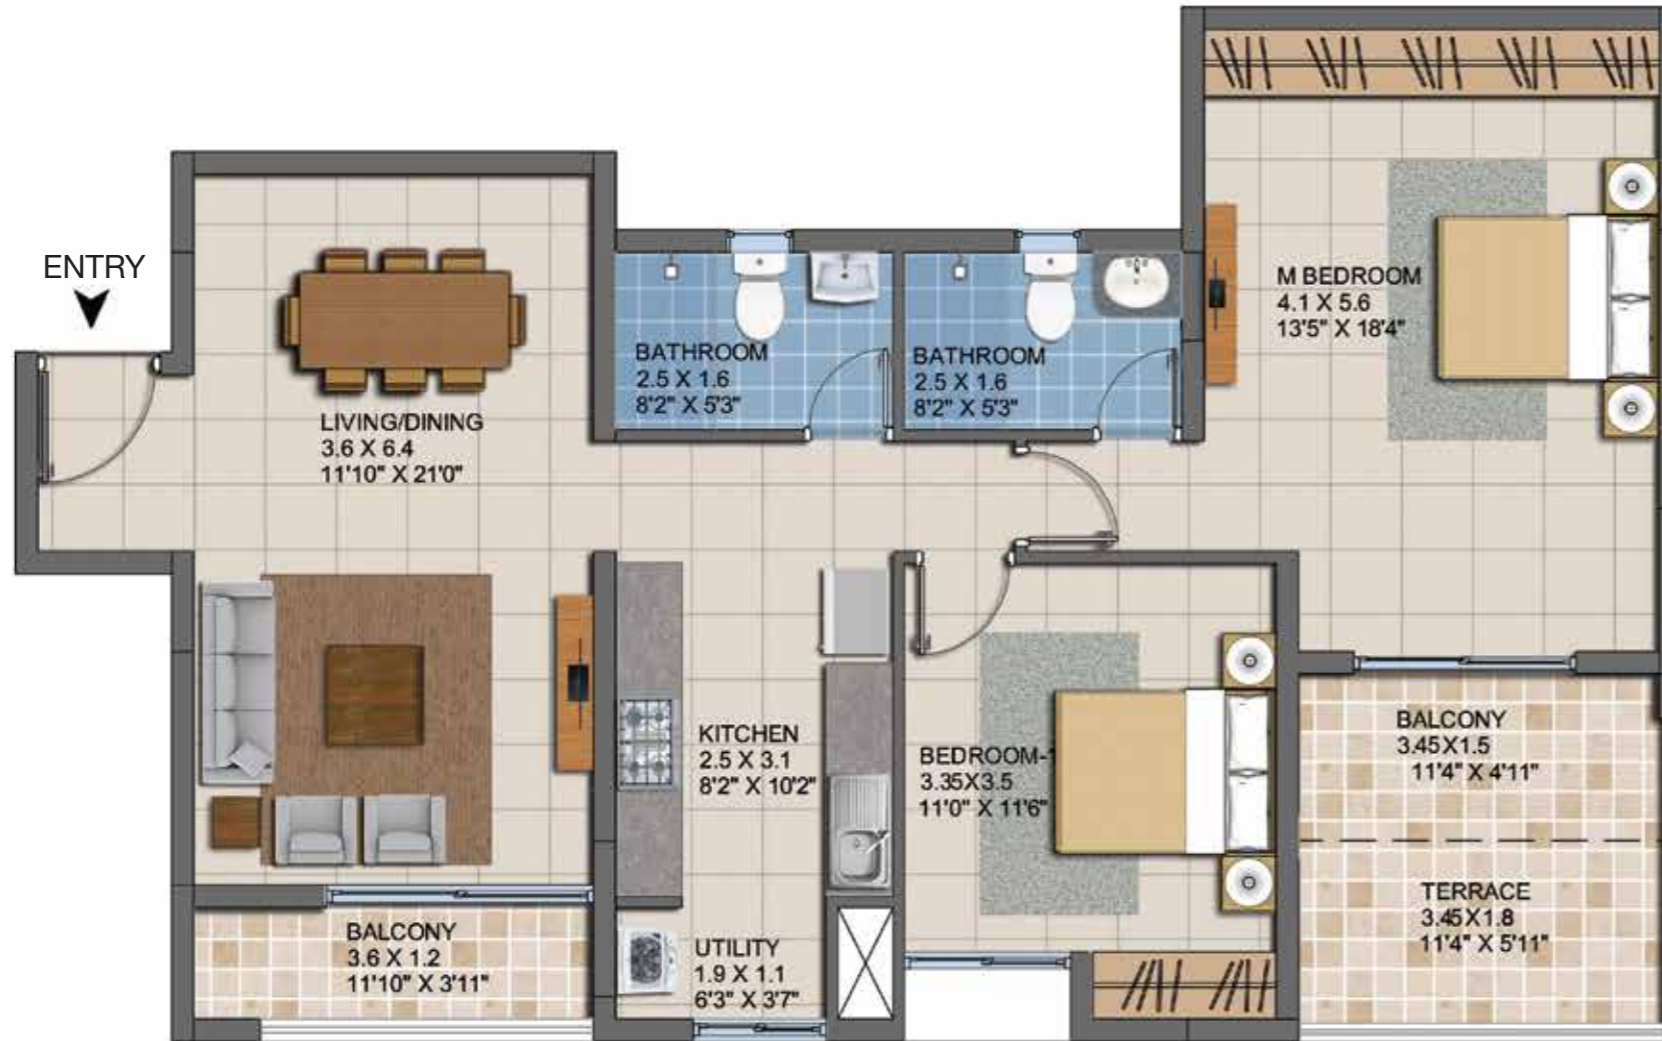 ENTRY
LIVING/DINING
3.6 X 6.4
11'10" X 21'0"
BATHROOM
2.5 X 1.6
8'2" X 5'3"
BATHROOM
2.5 X 1.6
8'2" X 5'3"
M BEDROOM
4.1 X 5.6
13'5" X 18'4"
KITCHEN
2.5 X 3.1
8'2" X 10'2"
BEDROOM-1
3.35X3.5
11'0" X 11'6"
BALCONY
3.45X1.5
11'4" X 4'11"
TERRACE
3.45X1.8
11'4" X 5'11"
BALCONY
3.6 X 1.2
11'10" X 3'11"
UTILITY
1.9 X 1.1
6'3" X 3'7"